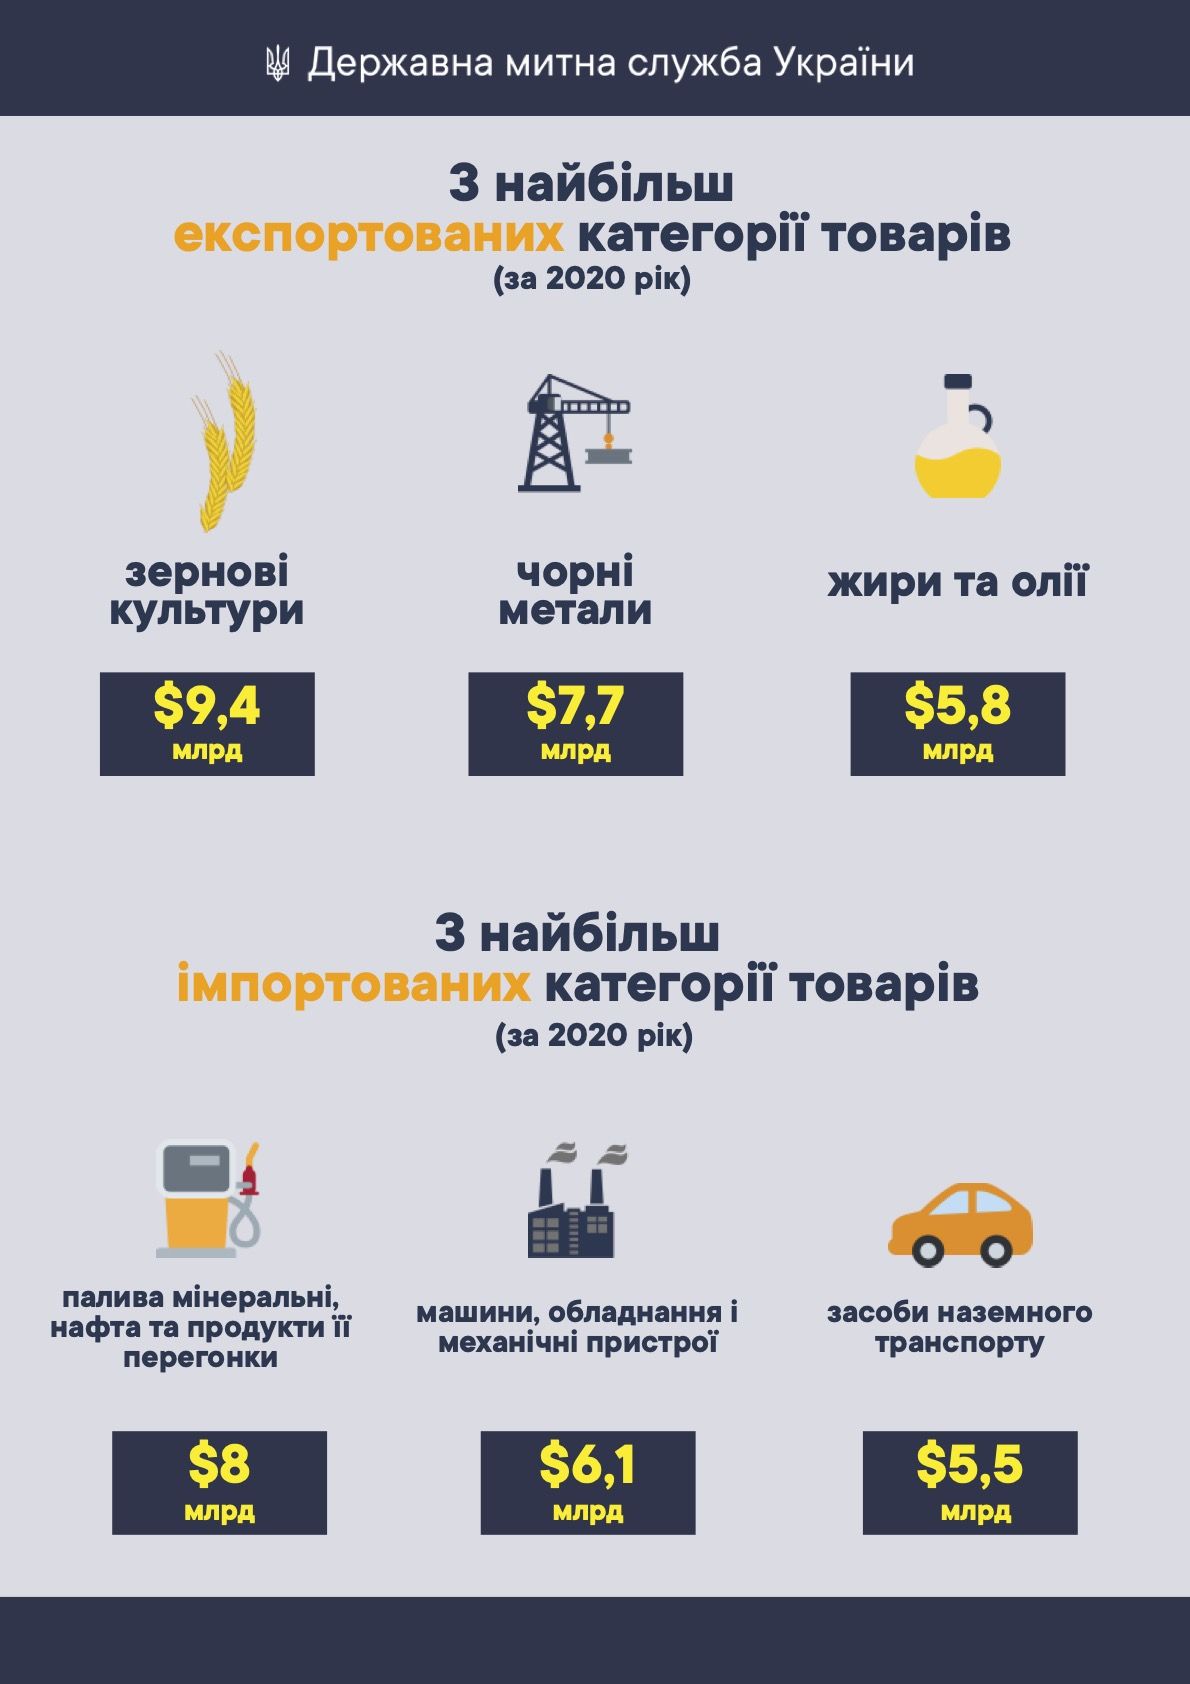 Державна митна служба України
3 найбільш
експортованих категорії товарів
(за 2020 рік)
зернові
культури
чорні
метали
жири та олії
$9,4
млрд
$7,7
млрд
$5,8
млрд
3 найбільш
імпортованих категорії товарів
(за 2020 рік)
палива мінеральні,
нафта та продукти її
перегонки
машини, обладнання і
механічні пристрої
засоби наземного
транспорту
$8
млрд
$6,1
млрд
$5,5
млрд